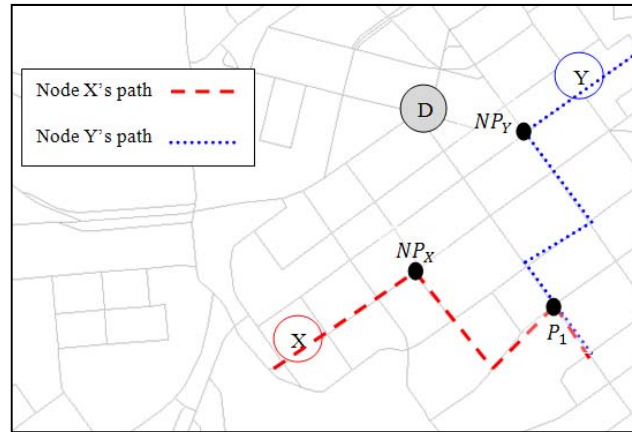 Node X's path
Node Y's path
D
Y
NP_Y
NP_X
X
P_1